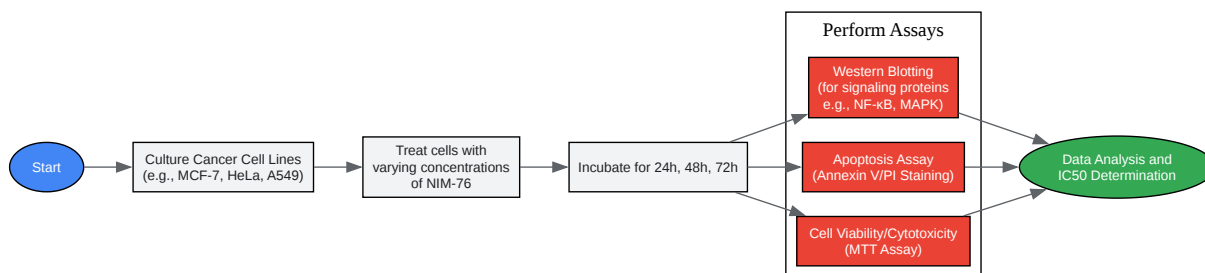 Start
Culture Cancer Cell Lines
(e.g., MCF-7, HeLa, A549)
Treat cells with
varying concentrations
of NIM-76
Incubate for 24h, 48h, 72h
Perform Assays
Western Blotting
(for signaling proteins
e.g., NF-κB, MAPK)
Apoptosis Assay
(Annexin V/PI Staining)
Cell Viability/Cytotoxicity
(MTT Assay)
Data Analysis and
IC50 Determination